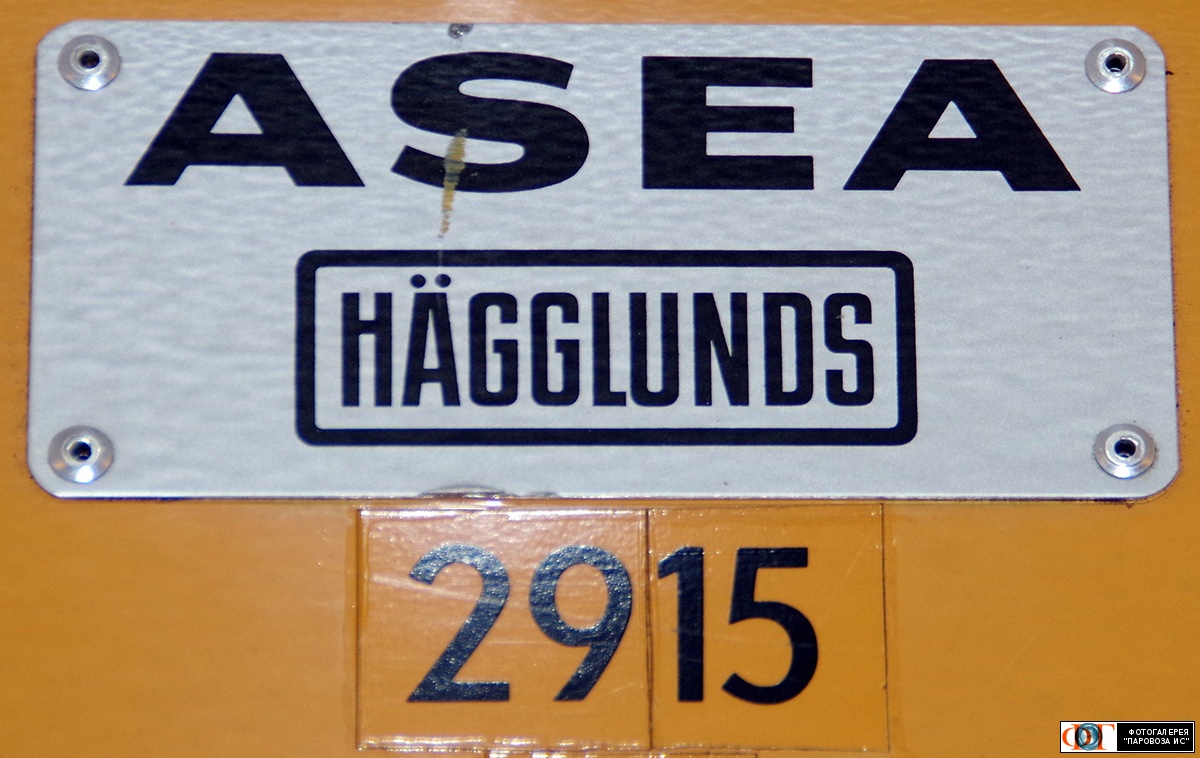 ASEA
HÄGGLUNDS
2915
ФОТОГАЛЕРЕЯ
"ПАРОВОЗА ИС"